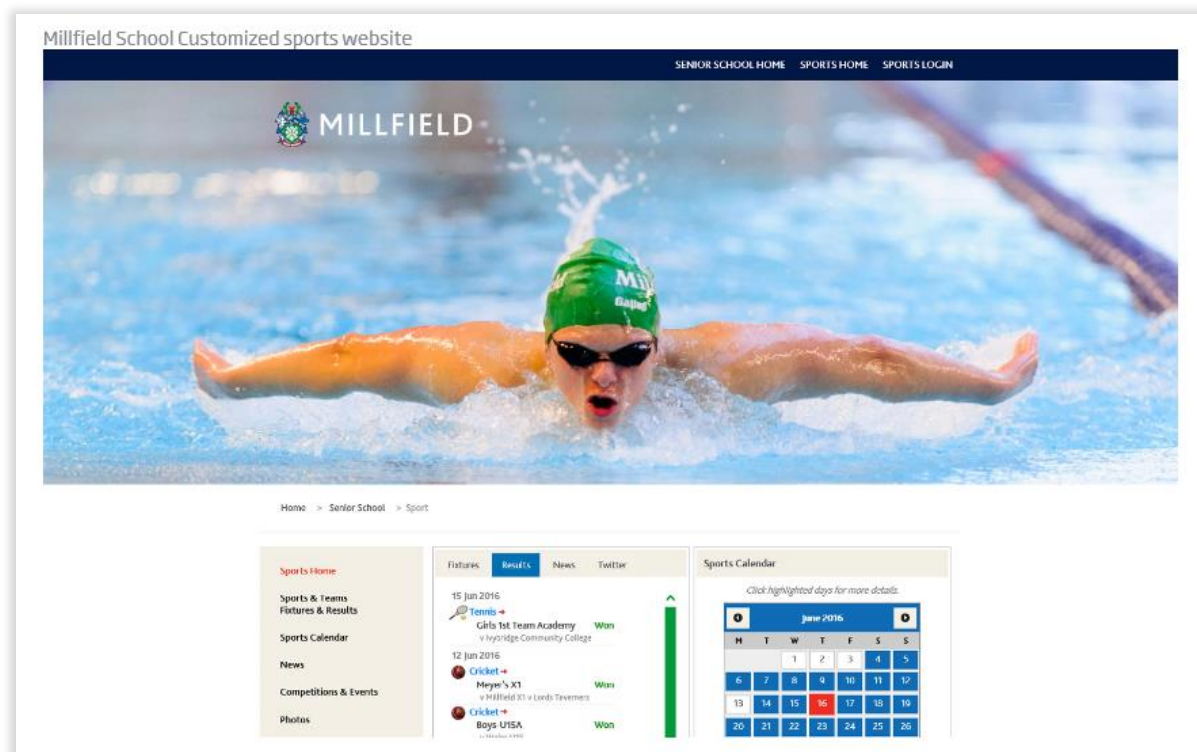 Millfield School Customized sports website
SENIOR SCHOOL HOME SPORTS HOME SPORTS LOGIN
MILLFIELD
Mil
Home > Senior School > Sport
Sports Home
Sports & Teams
Fixtures & Results
Sports Calendar
News
Competitions & Events
Photos
Fixtures Results News Twitter
15 Jun 2016
Tennis
Girls 1st Team Academy Won
v Ivybridge Community College
12 Jun 2016
Cricket
Meyer's X1 Won
v Millfield X1 v Lords Taverners
Cricket
Boys-U15A Won
Sports Calendar
Click highlighted days for more details.
June 2016
M T W T F S S
1 2 3 4 5
6 7 8 9 10 11 12
13 14 15 16 17 18 19
20 21 22 23 24 25 26